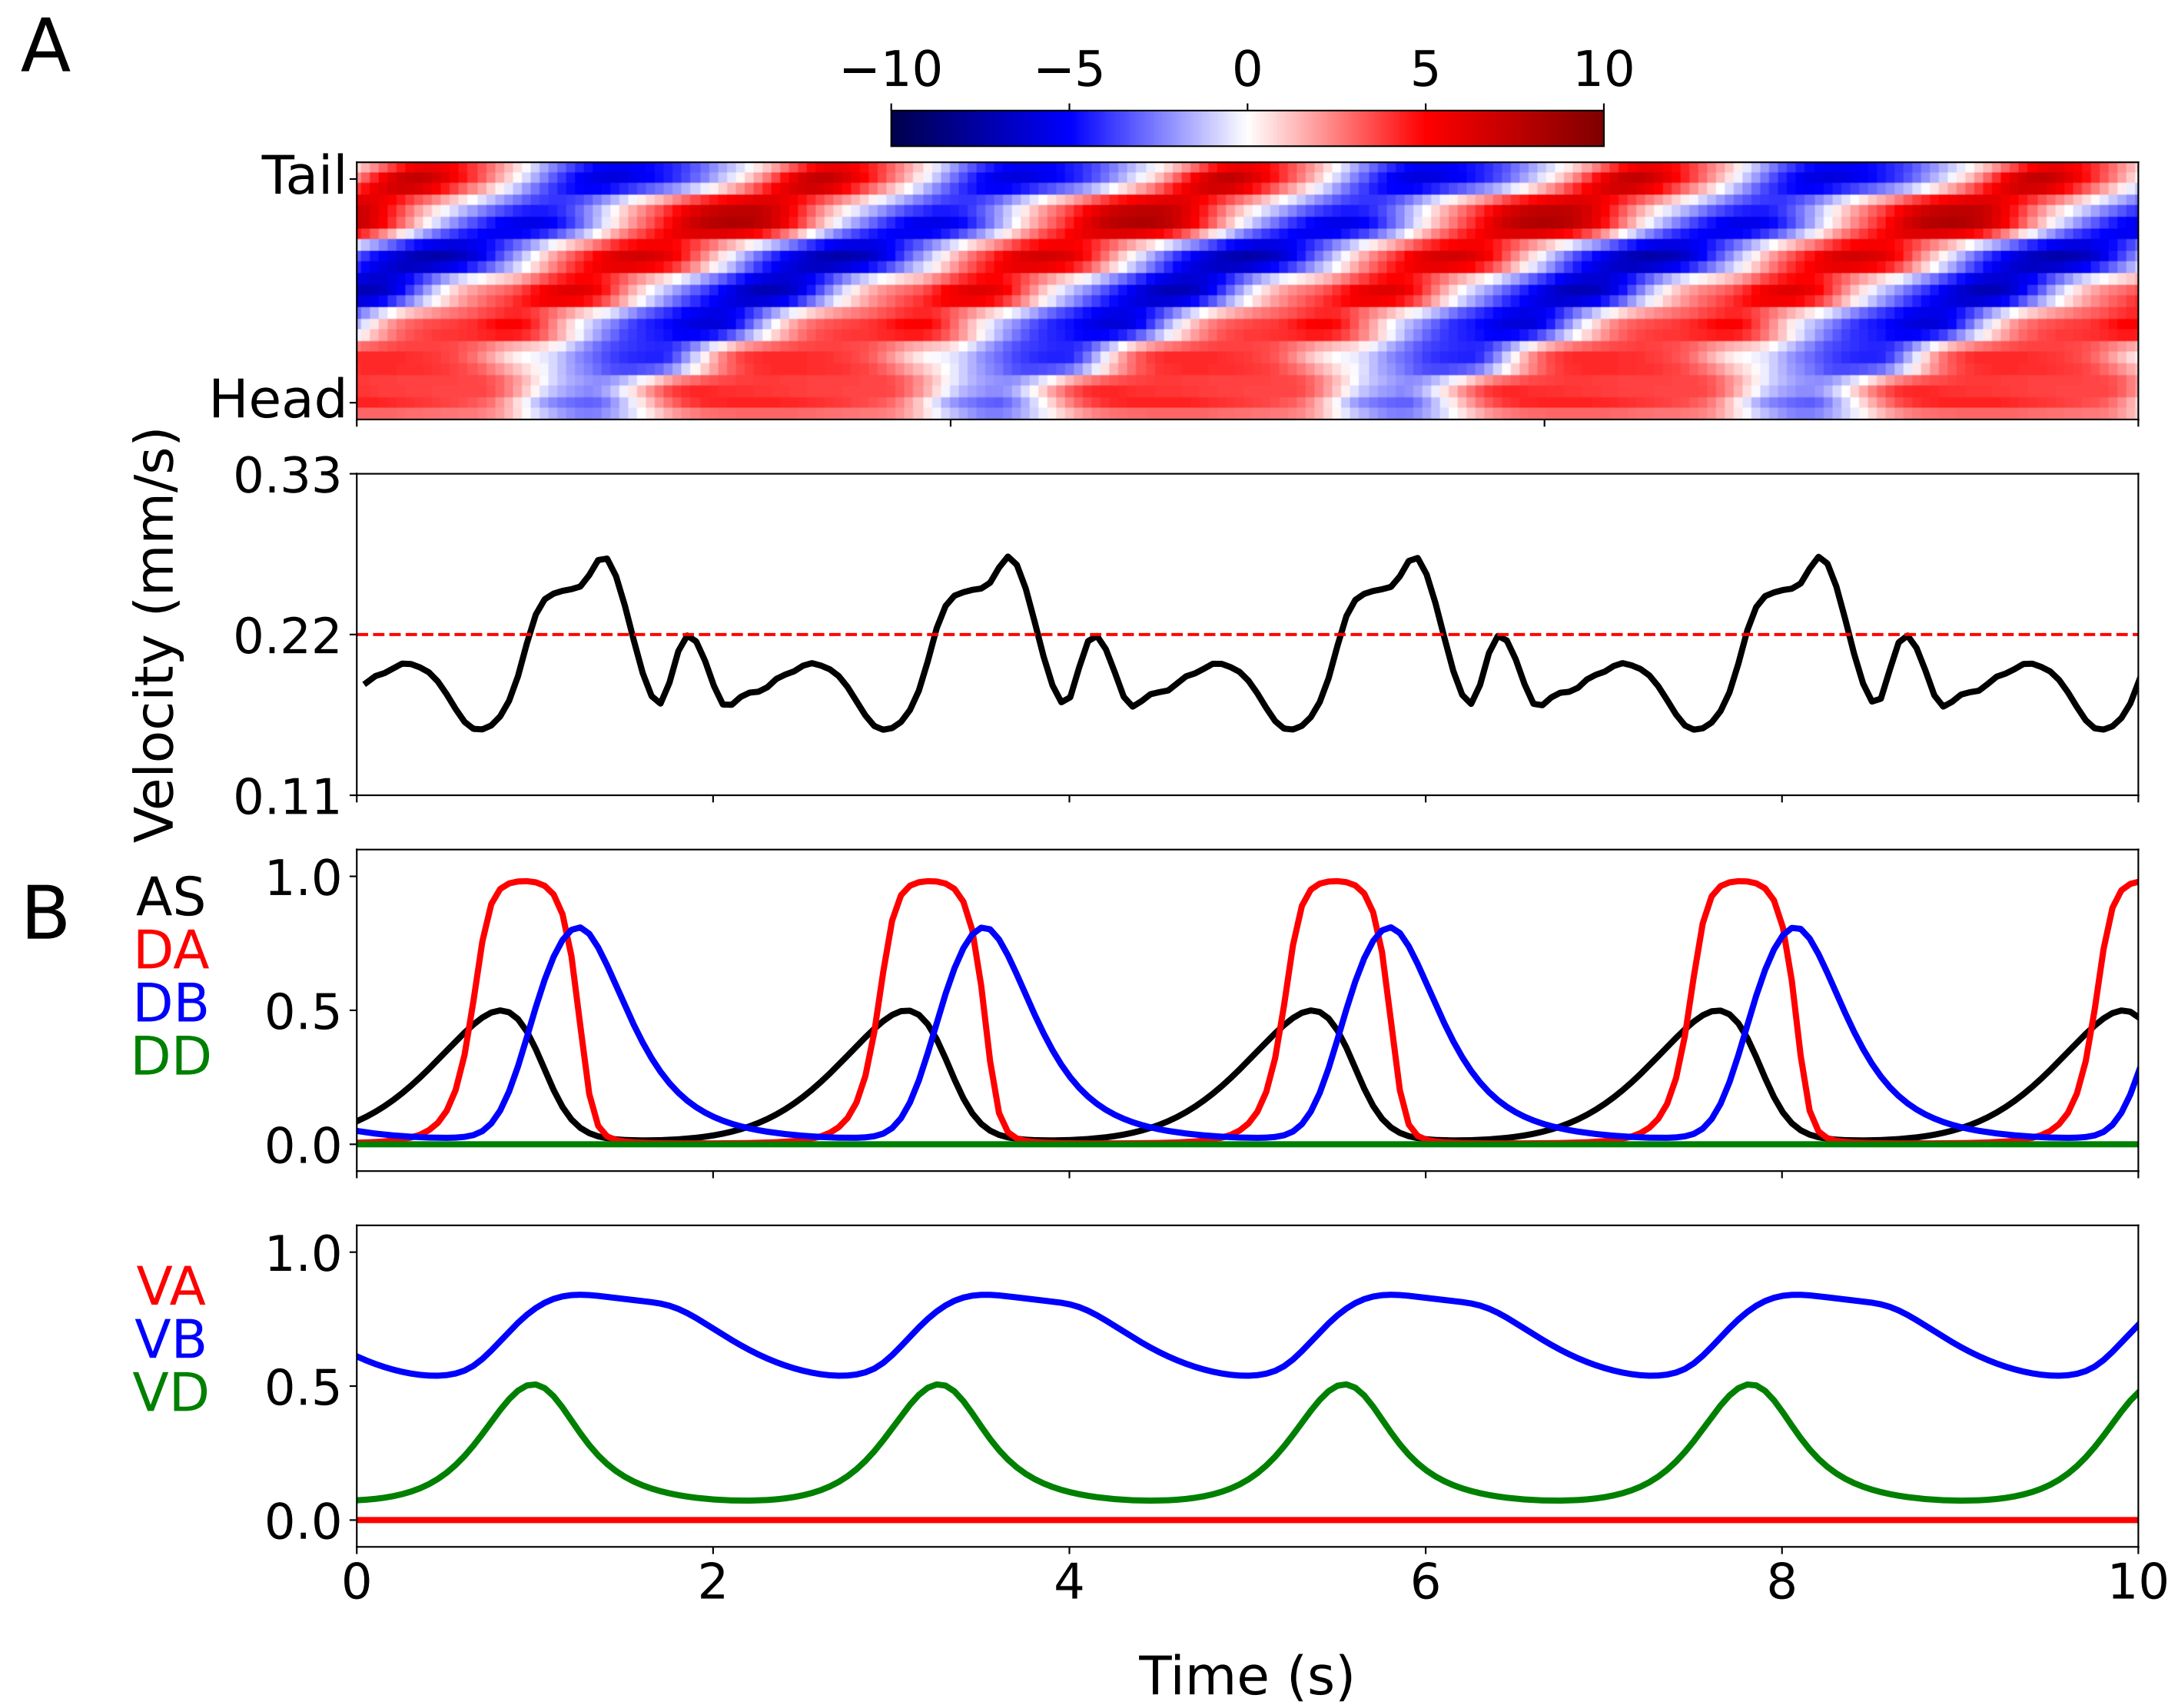 A
−10 −5 0 5 10
Tail
Head
Velocity (mm/s)
0.33
0.22
0.11
B
AS
DA
DB
DD
1.0
0.5
0.0
VA
VB
VD
1.0
0.5
0.0
0 2 4 6 8 10
Time (s)